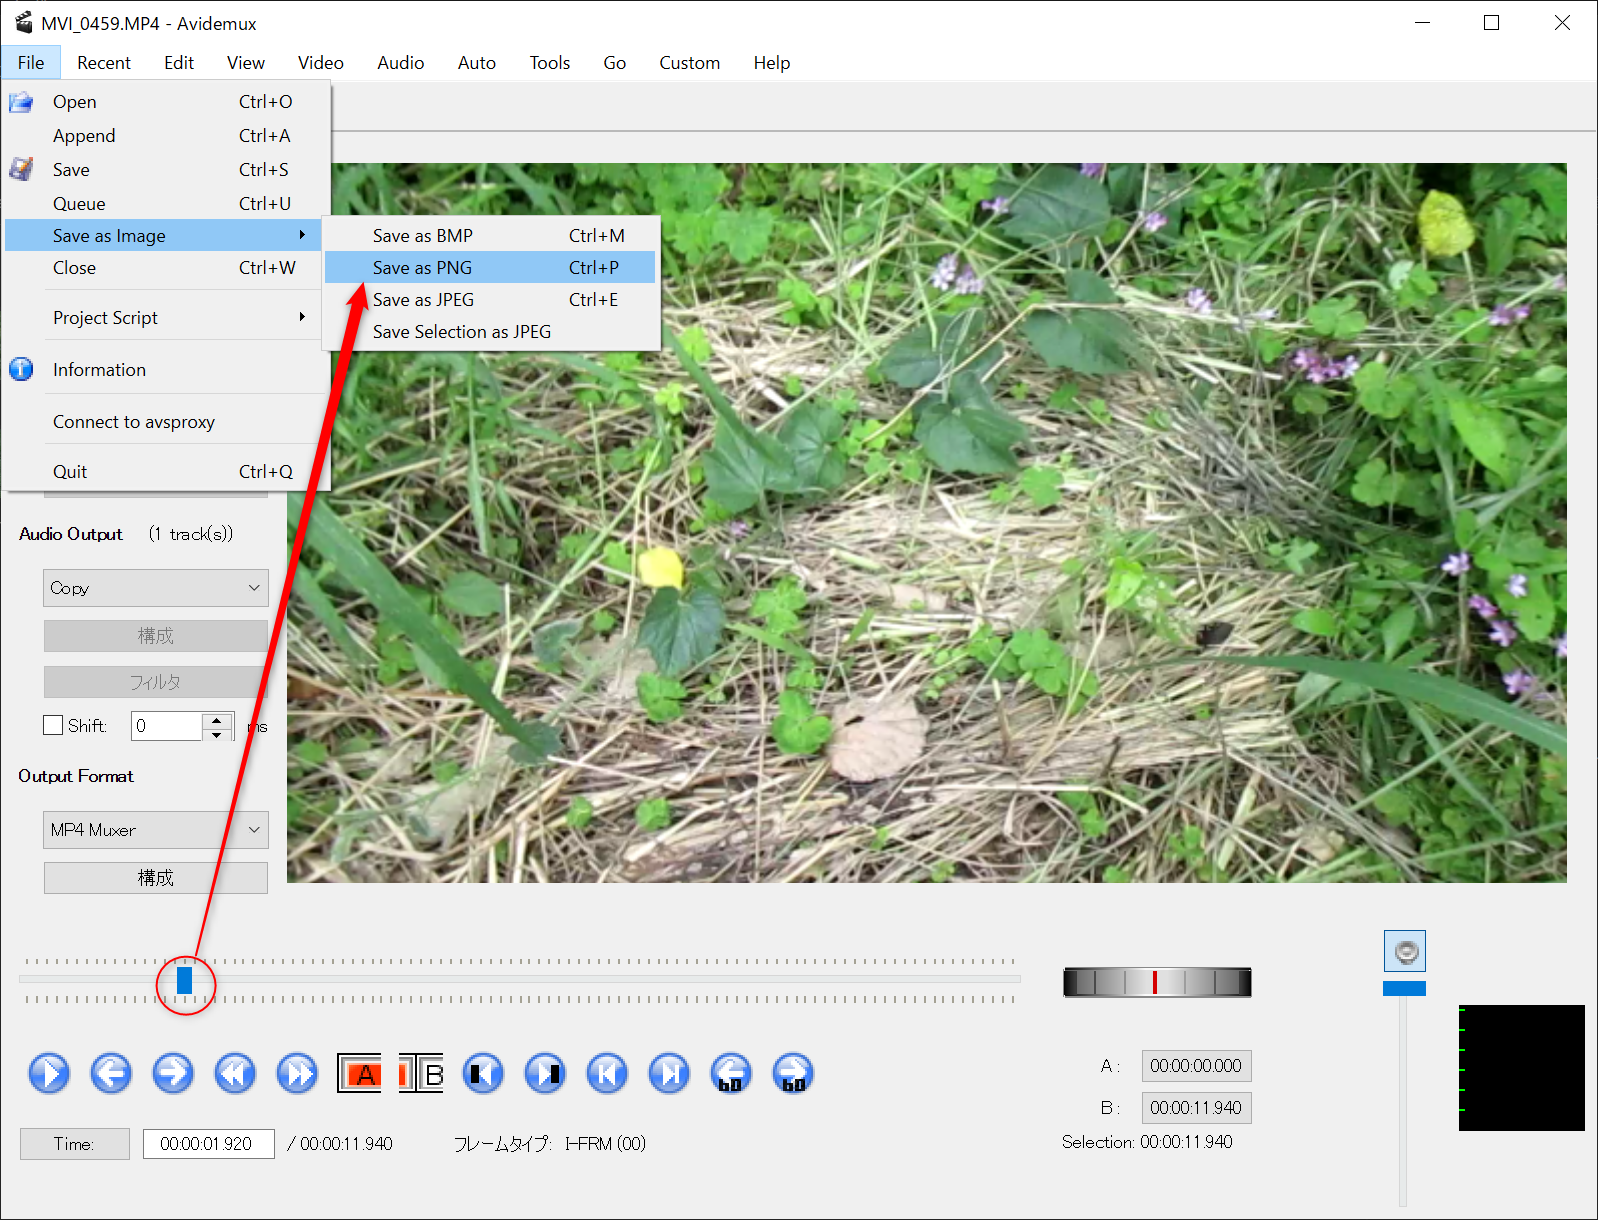 MVI_0459.MP4 - Avidemux
File Recent Edit View Video Audio Auto Tools Go Custom Help
Open Ctrl+O
Append Ctrl+A
Save Ctrl+S
Queue Ctrl+U
Save as Image
Close Ctrl+W
Project Script
Information
Connect to avsproxy
Quit Ctrl+Q
Save as BMP Ctrl+M
Save as PNG Ctrl+P
Save as JPEG Ctrl+E
Save Selection as JPEG
Audio Output (1 track(s))
Copy
構成
フィルタ
Shift: 0 ms
Output Format
MP4 Muxer
構成
A B 60 60
A: 00:00:00.000
B: 00:00:11.940
Selection: 00:00:11.940
Time: 00:00:01.920 / 00:00:11.940 フレームタイプ: I-FRM (00)